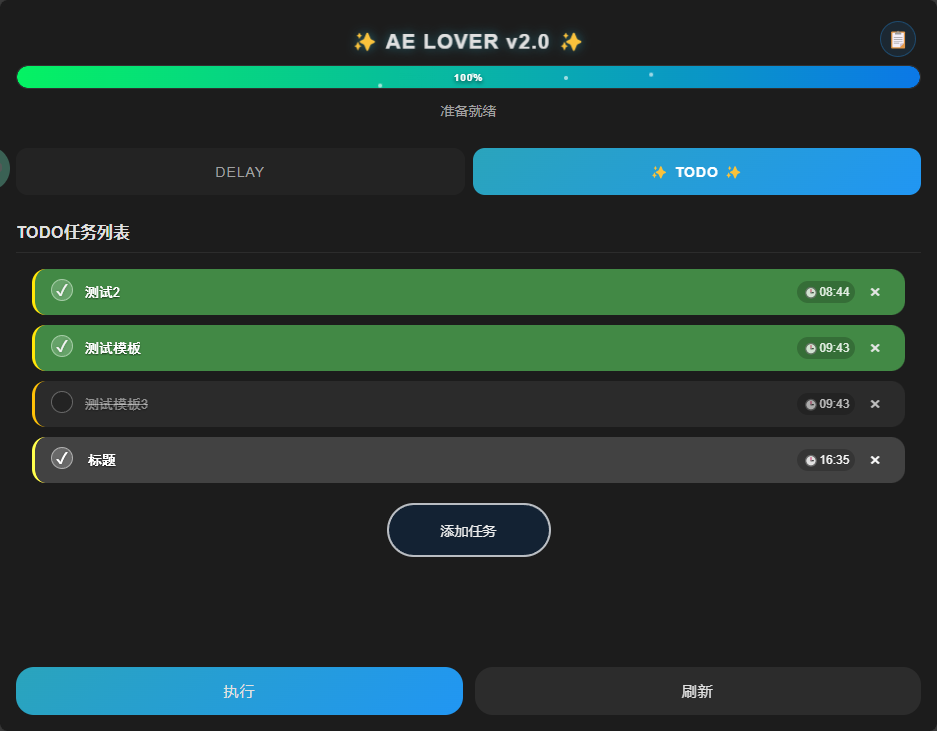 ✨ AE LOVER v2.0 ✨
100%
准备就绪
DELAY
✨ TODO ✨
TODO任务列表
测试2 08:44 ×
测试模板 09:43 ×
测试模板3 09:43 ×
标题 16:35 ×
添加任务
执行
刷新